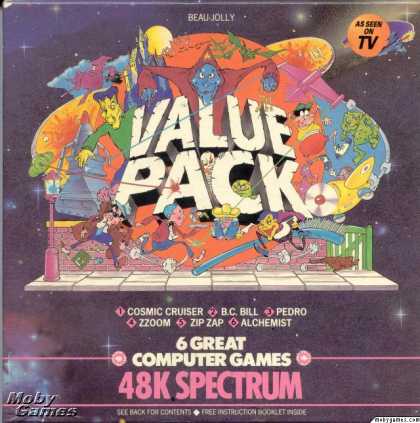 BEAU-JOLLY
AS SEEN
ON
TV
VALUE
PACK
1 COSMIC CRUISER 2 B.C. BILL 3 PEDRO
4 ZZOOM 5 ZIP ZAP 6 ALCHEMIST
6 GREAT
COMPUTER GAMES
48K SPECTRUM
SEE BACK FOR CONTENTS ◆ FREE INSTRUCTION BOOKLET INSIDE
Moby
Games
mobygames.com